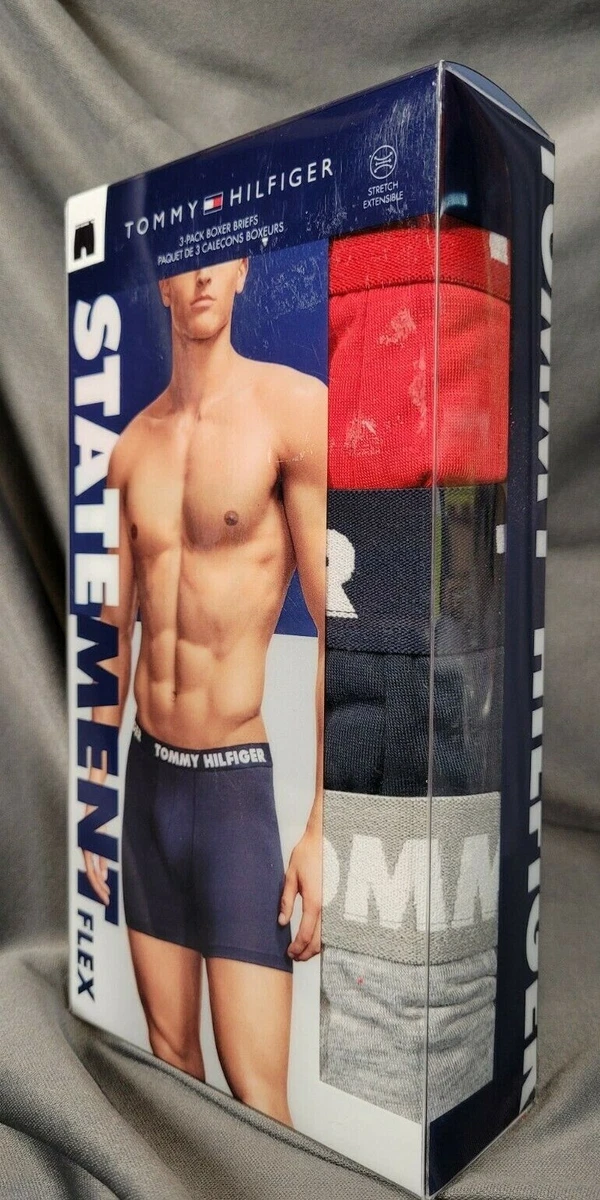 TOMMY HILFIGER
3-PACK BOXER BRIEFS
PAQUET DE 3 CALEÇONS BOXEURS
STRETCH
EXTENSIBLE
STATEMENT FLEX
TOMMY HILFIGER
R
OMM
TOMMY HILFIGER